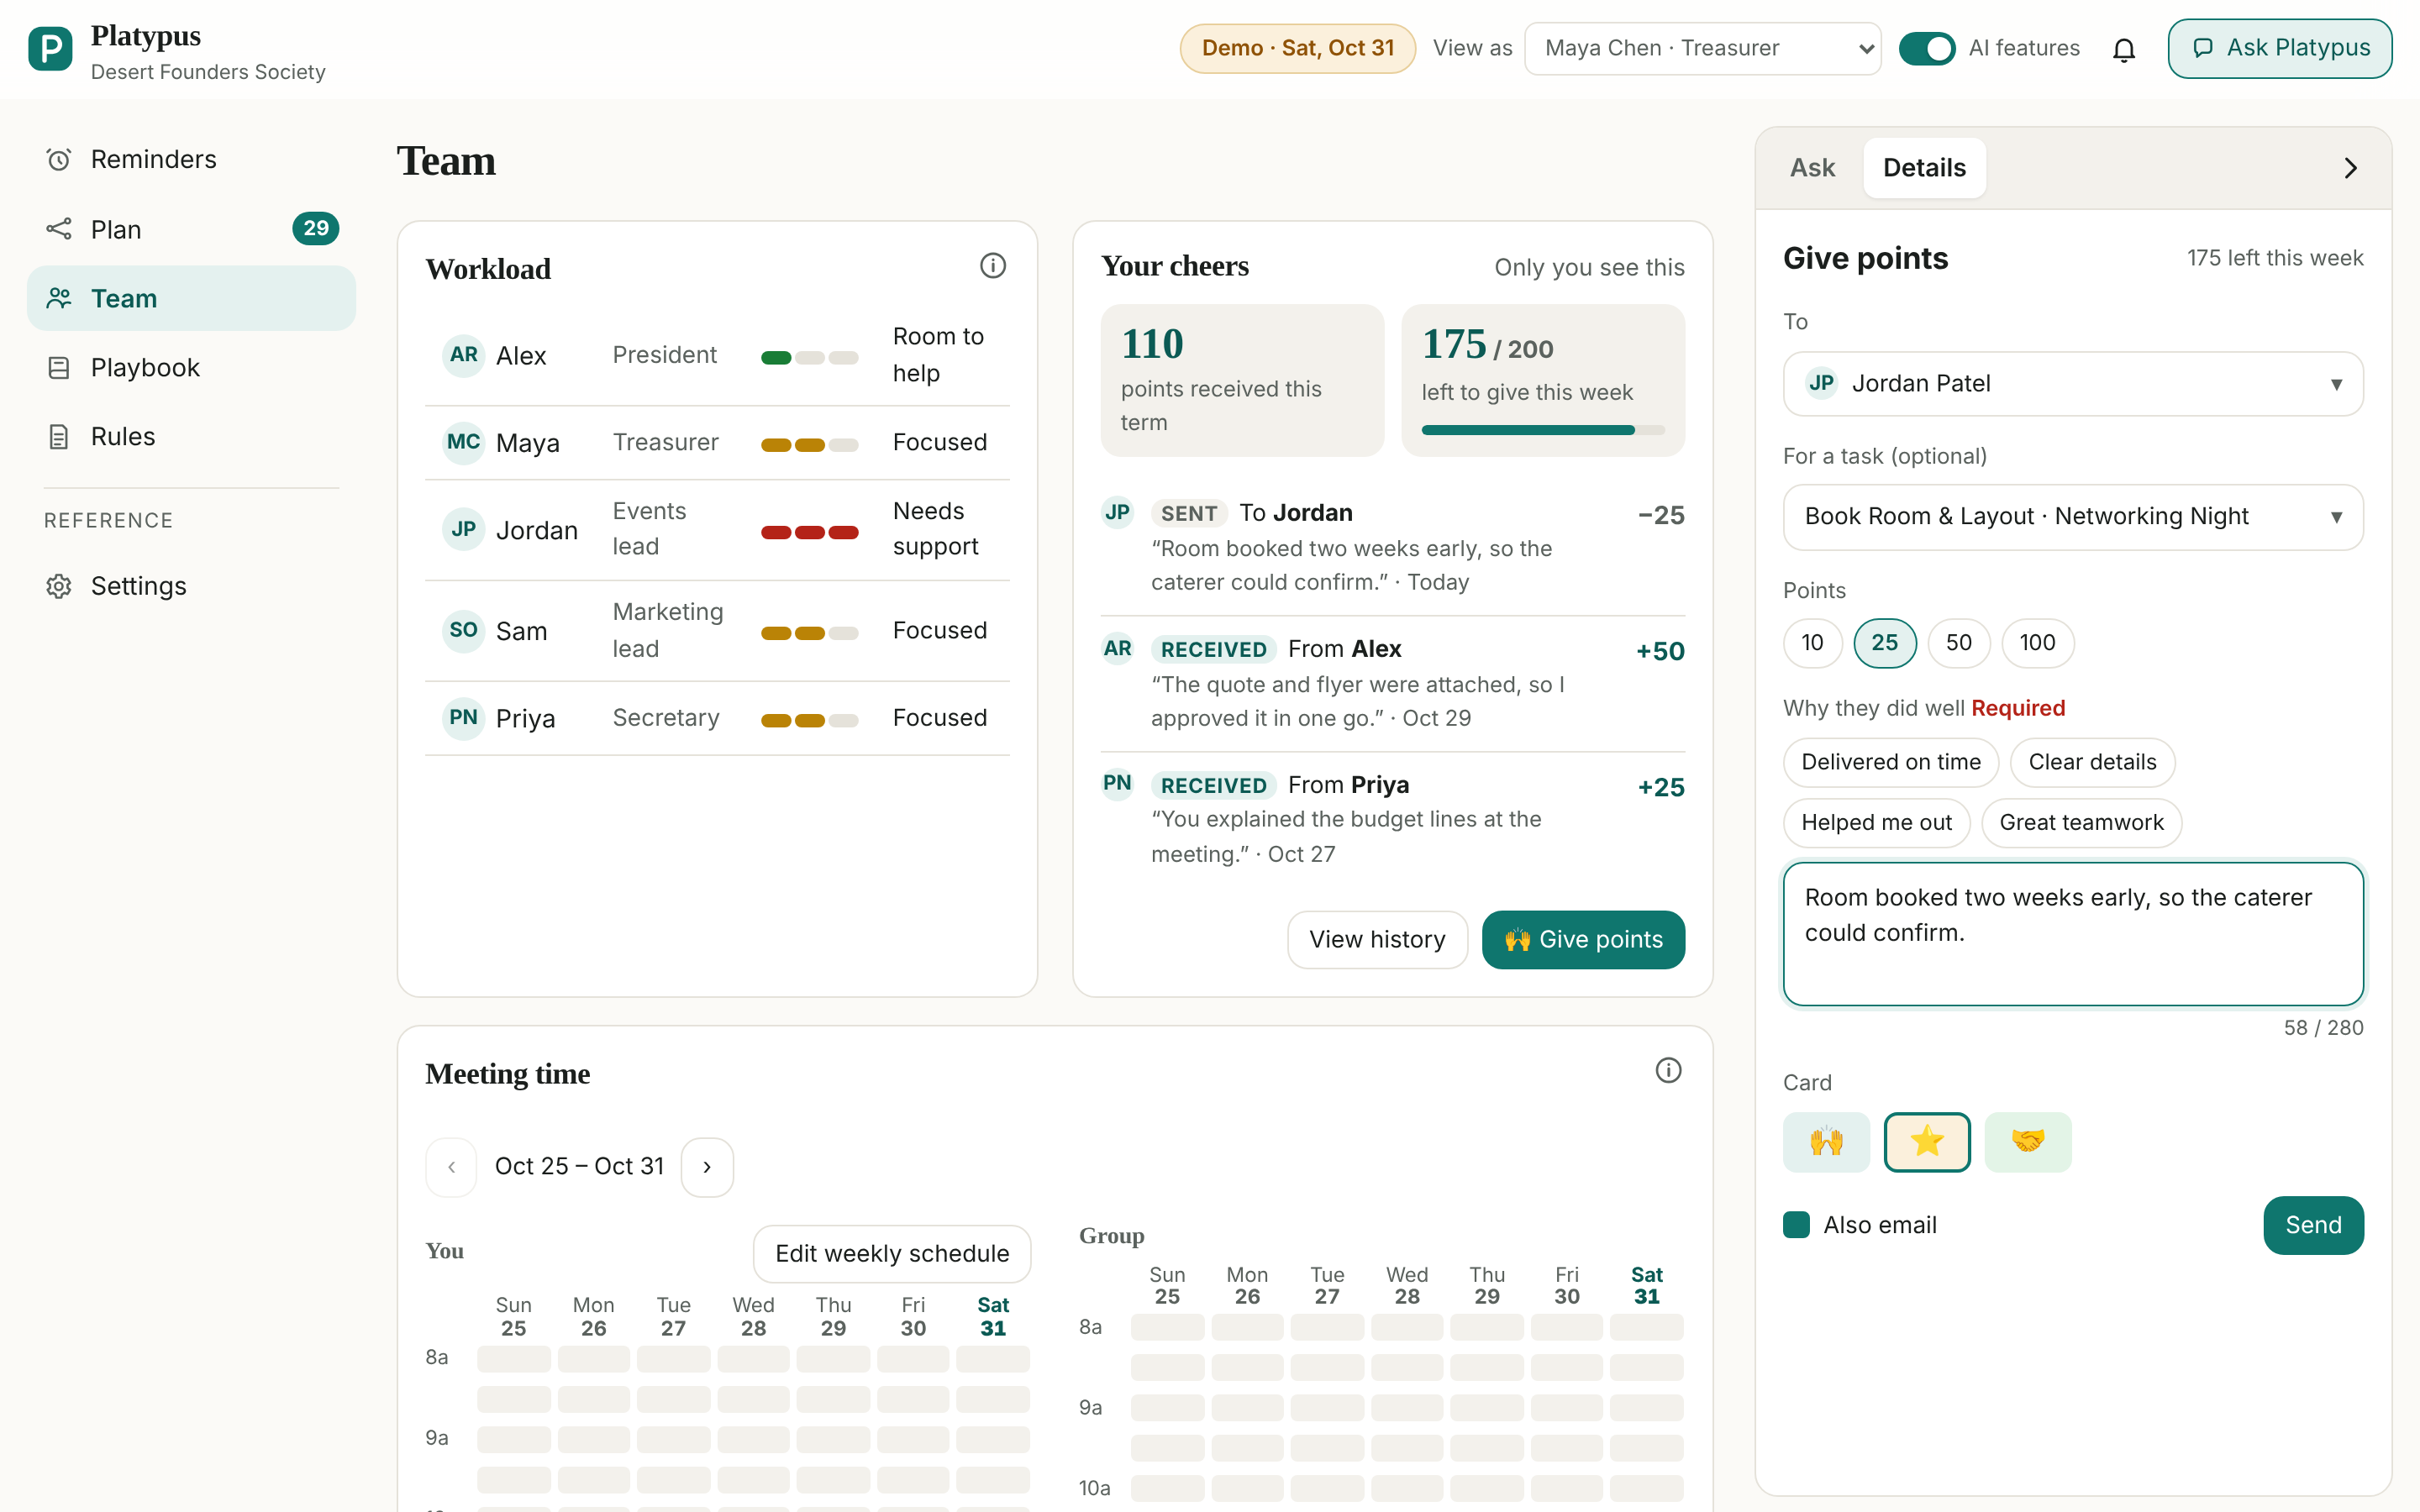 Platypus
Desert Founders Society
Demo · Sat, Oct 31
View as
Maya Chen · Treasurer
AI features
Ask Platypus
Reminders
Plan
29
Team
Playbook
Rules
REFERENCE
Settings
Team
Workload
AR Alex President Room to
help
MC Maya Treasurer Focused
JP Jordan Events
lead
Needs
support
SO Sam Marketing
lead
Focused
PN Priya Secretary Focused
Your cheers
Only you see this
110
points received this
term
175 / 200
left to give this week
JP SENT To Jordan −25
“Room booked two weeks early, so the
caterer could confirm.” · Today
AR RECEIVED From Alex +50
“The quote and flyer were attached, so I
approved it in one go.” · Oct 29
PN RECEIVED From Priya +25
“You explained the budget lines at the
meeting.” · Oct 27
View history
🙌 Give points
Meeting time
‹ Oct 25 – Oct 31 ›
You
Edit weekly schedule
Sun Mon Tue Wed Thu Fri Sat
25 26 27 28 29 30 31
8a
9a
Group
Sun Mon Tue Wed Thu Fri Sat
25 26 27 28 29 30 31
8a
9a
10a
Ask
Details
Give points
175 left this week
To
JP Jordan Patel
For a task (optional)
Book Room & Layout · Networking Night
Points
10 25 50 100
Why they did well Required
Delivered on time
Clear details
Helped me out
Great teamwork
Room booked two weeks early, so the caterer
could confirm.
58 / 280
Card
Also email
Send